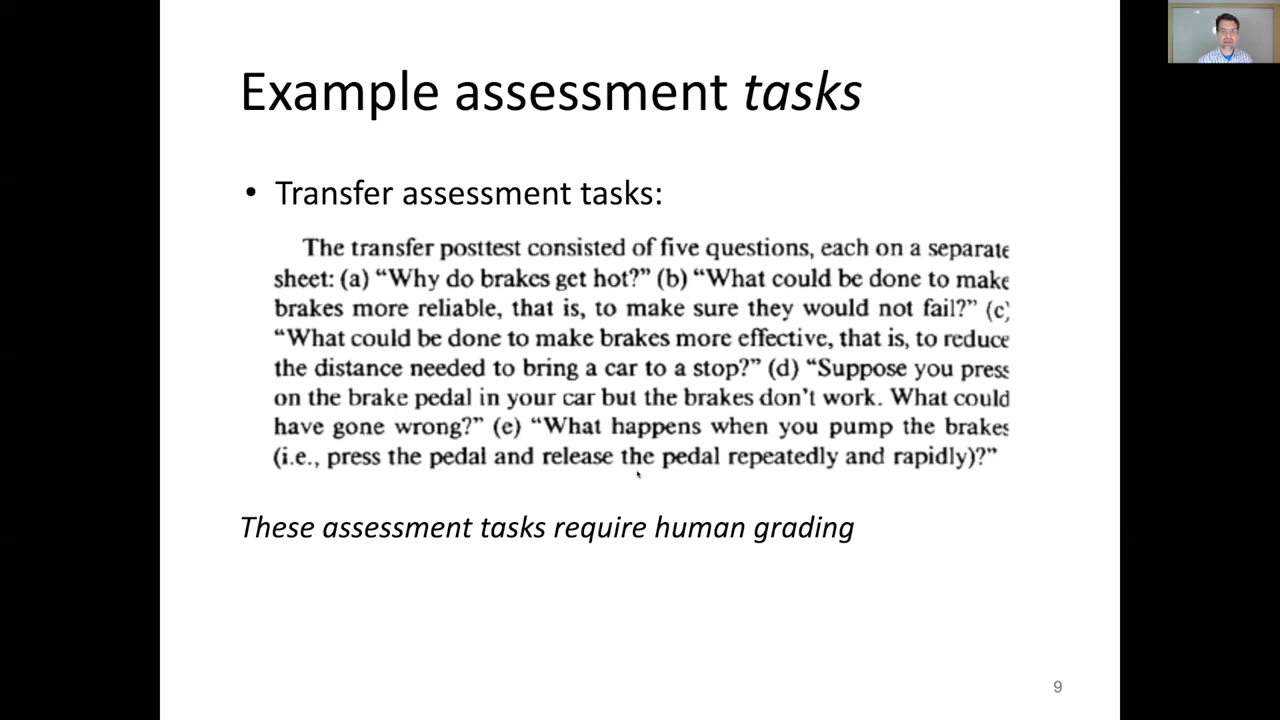 Example assessment tasks
• Transfer assessment tasks:
The transfer posttest consisted of five questions, each on a separate
sheet: (a) “Why do brakes get hot?” (b) “What could be done to make
brakes more reliable, that is, to make sure they would not fail?” (c)
“What could be done to make brakes more effective, that is, to reduce
the distance needed to bring a car to a stop?” (d) “Suppose you press
on the brake pedal in your car but the brakes don’t work. What could
have gone wrong?” (e) “What happens when you pump the brakes
(i.e., press the pedal and release the pedal repeatedly and rapidly)?”
These assessment tasks require human grading
9